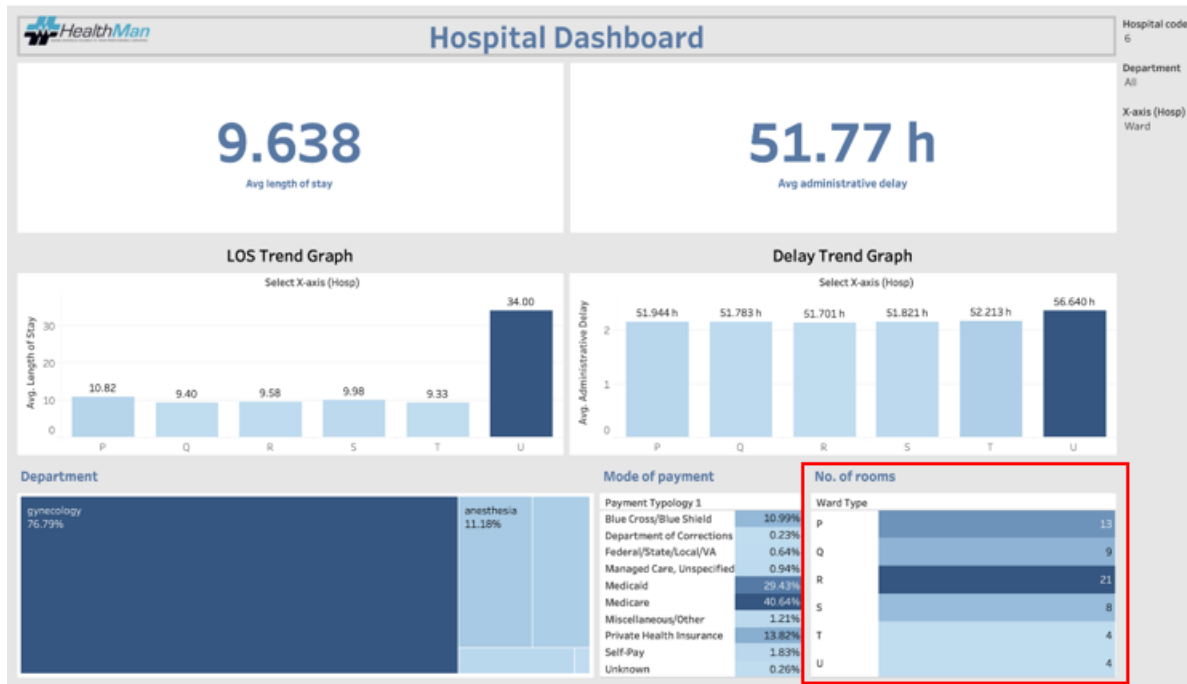 HealthMan
Hospital Dashboard
Hospital code
6
Department
All
X-axis (Hosp)
Ward
9.638
Avg length of stay
51.77 h
Avg administrative delay
LOS Trend Graph
Select X-axis (Hosp)
Avg. Length of Stay
30
20
10
0
10.82
9.40
9.58
9.98
9.33
34.00
P
Q
R
S
T
U
Delay Trend Graph
Select X-axis (Hosp)
Avg. Administrative Delay
2
1
0
51.944 h
51.783 h
51.701 h
51.821 h
52.213 h
56.640 h
P
Q
R
S
T
U
Department
gynecology
76.79%
anesthesia
11.18%
Mode of payment
Payment Typology 1
Blue Cross/Blue Shield 10.99%
Department of Corrections 0.23%
Federal/State/Local/VA 0.64%
Managed Care, Unspecified 0.94%
Medicaid 29.43%
Medicare 40.64%
Miscellaneous/Other 1.21%
Private Health Insurance 13.82%
Self-Pay 1.83%
Unknown 0.26%
No. of rooms
Ward Type
P 13
Q 9
R 21
S 8
T 4
U 4